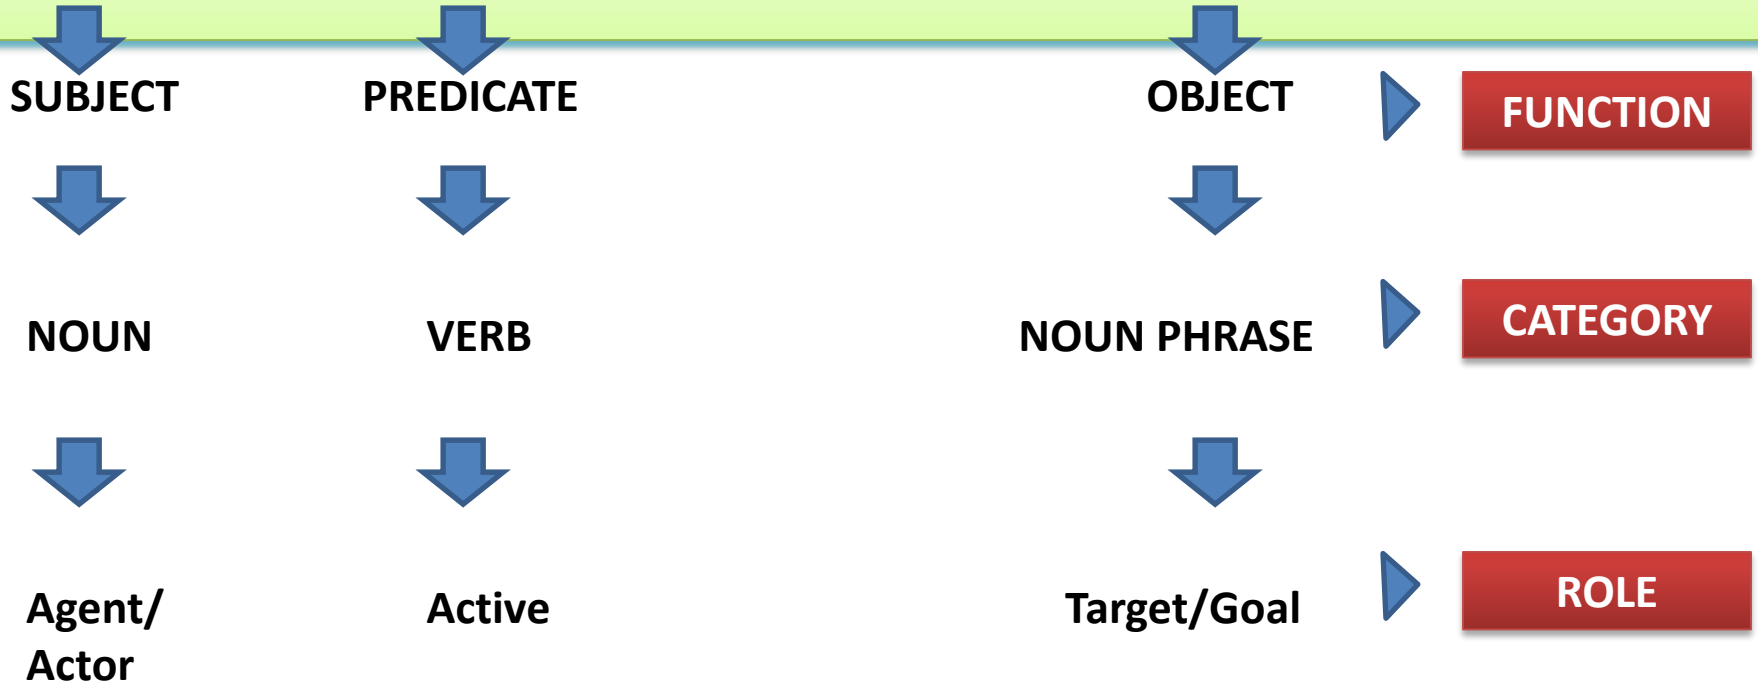 SUBJECT PREDICATE OBJECT FUNCTION
NOUN VERB NOUN PHRASE CATEGORY
Agent/ Active Target/Goal ROLE
Actor